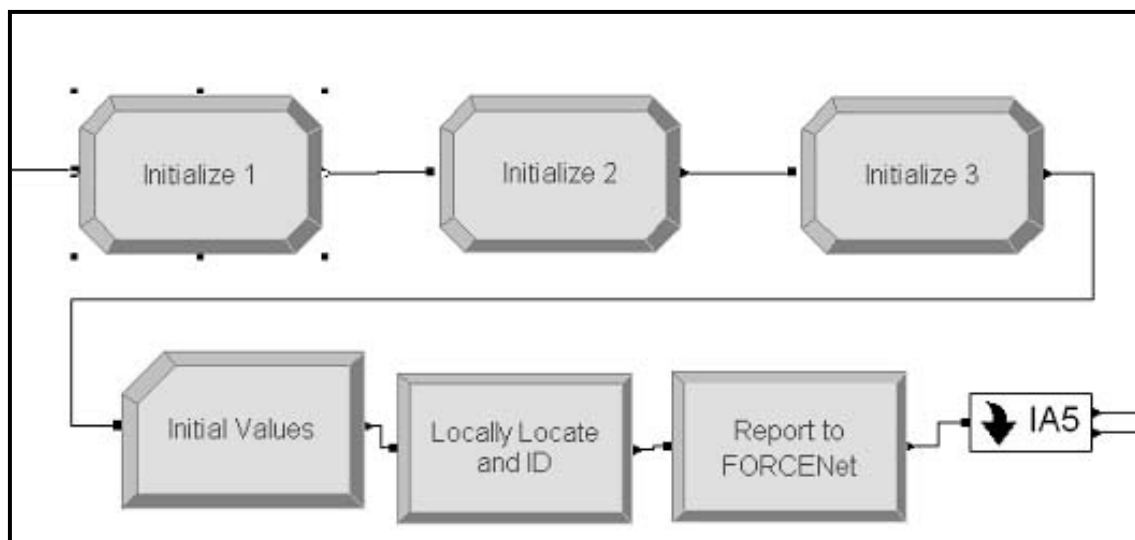 Initialize 1
Initialize 2
Initialize 3
Initial Values
Locally Locate
and ID
Report to
FORCENet
IA5